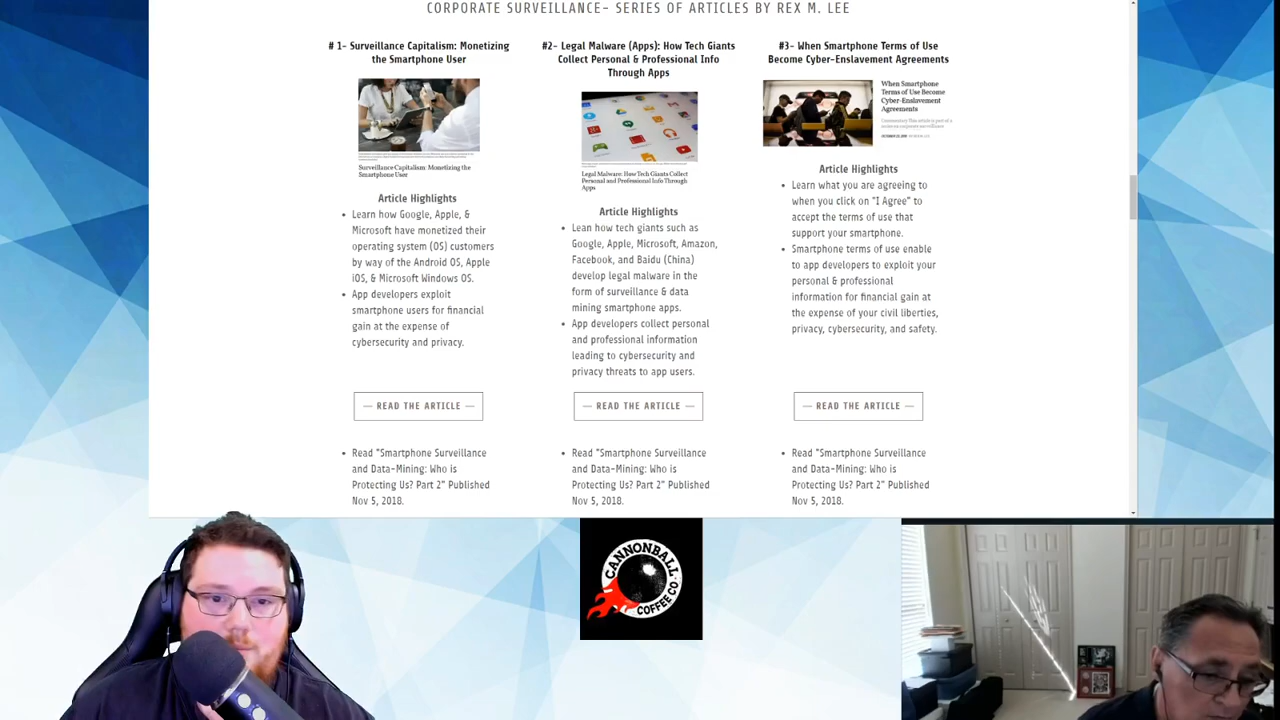 CORPORATE SURVEILLANCE- SERIES OF ARTICLES BY REX M. LEE
# 1- Surveillance Capitalism: Monetizing
the Smartphone User
Surveillance Capitalism: Monetizing the
Smartphone User
Article Highlights
• Learn how Google, Apple, &
Microsoft have monetized their
operating system (OS) customers
by way of the Android OS, Apple
iOS, & Microsoft Windows OS.
• App developers exploit
smartphone users for financial
gain at the expense of
cybersecurity and privacy.
— READ THE ARTICLE —
• Read "Smartphone Surveillance
and Data-Mining: Who is
Protecting Us? Part 2" Published
Nov 5, 2018.
#2- Legal Malware (Apps): How Tech Giants
Collect Personal & Professional Info
Through Apps
Legal Malware: How Tech Giants Collect
Personal and Professional Info Through
Apps
Article Highlights
• Lean how tech giants such as
Google, Apple, Microsoft, Amazon,
Facebook, and Baidu (China)
develop legal malware in the
form of surveillance & data
mining smartphone apps.
• App developers collect personal
and professional information
leading to cybersecurity and
privacy threats to app users.
— READ THE ARTICLE —
• Read "Smartphone Surveillance
and Data-Mining: Who is
Protecting Us? Part 2" Published
Nov 5, 2018.
#3- When Smartphone Terms of Use
Become Cyber-Enslavement Agreements
When Smartphone
Terms of Use Become
Cyber-Enslavement
Agreements
Commentary This article is part of a
Article Highlights
• Learn what you are agreeing to
when you click on "I Agree" to
accept the terms of use that
support your smartphone.
• Smartphone terms of use enable
to app developers to exploit your
personal & professional
information for financial gain at
the expense of your civil liberties,
privacy, cybersecurity, and safety.
— READ THE ARTICLE —
• Read "Smartphone Surveillance
and Data-Mining: Who is
Protecting Us? Part 2" Published
Nov 5, 2018.
CANNONBALL
COFFEE CO.